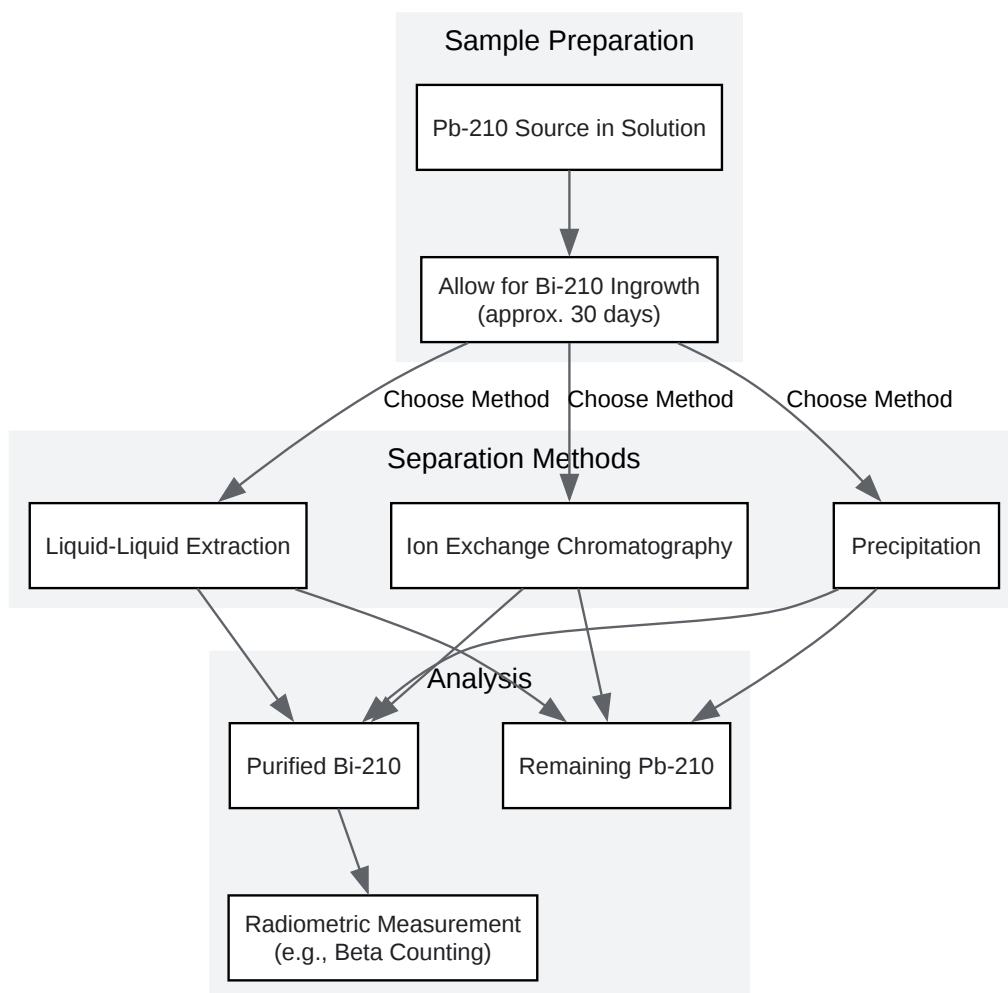 Sample Preparation
Pb-210 Source in Solution
Allow for Bi-210 Ingrowth
(approx. 30 days)
Choose Method
Choose Method
Choose Method
Separation Methods
Liquid-Liquid Extraction
Ion Exchange Chromatography
Precipitation
Analysis
Purified Bi-210
Remaining Pb-210
Radiometric Measurement
(e.g., Beta Counting)